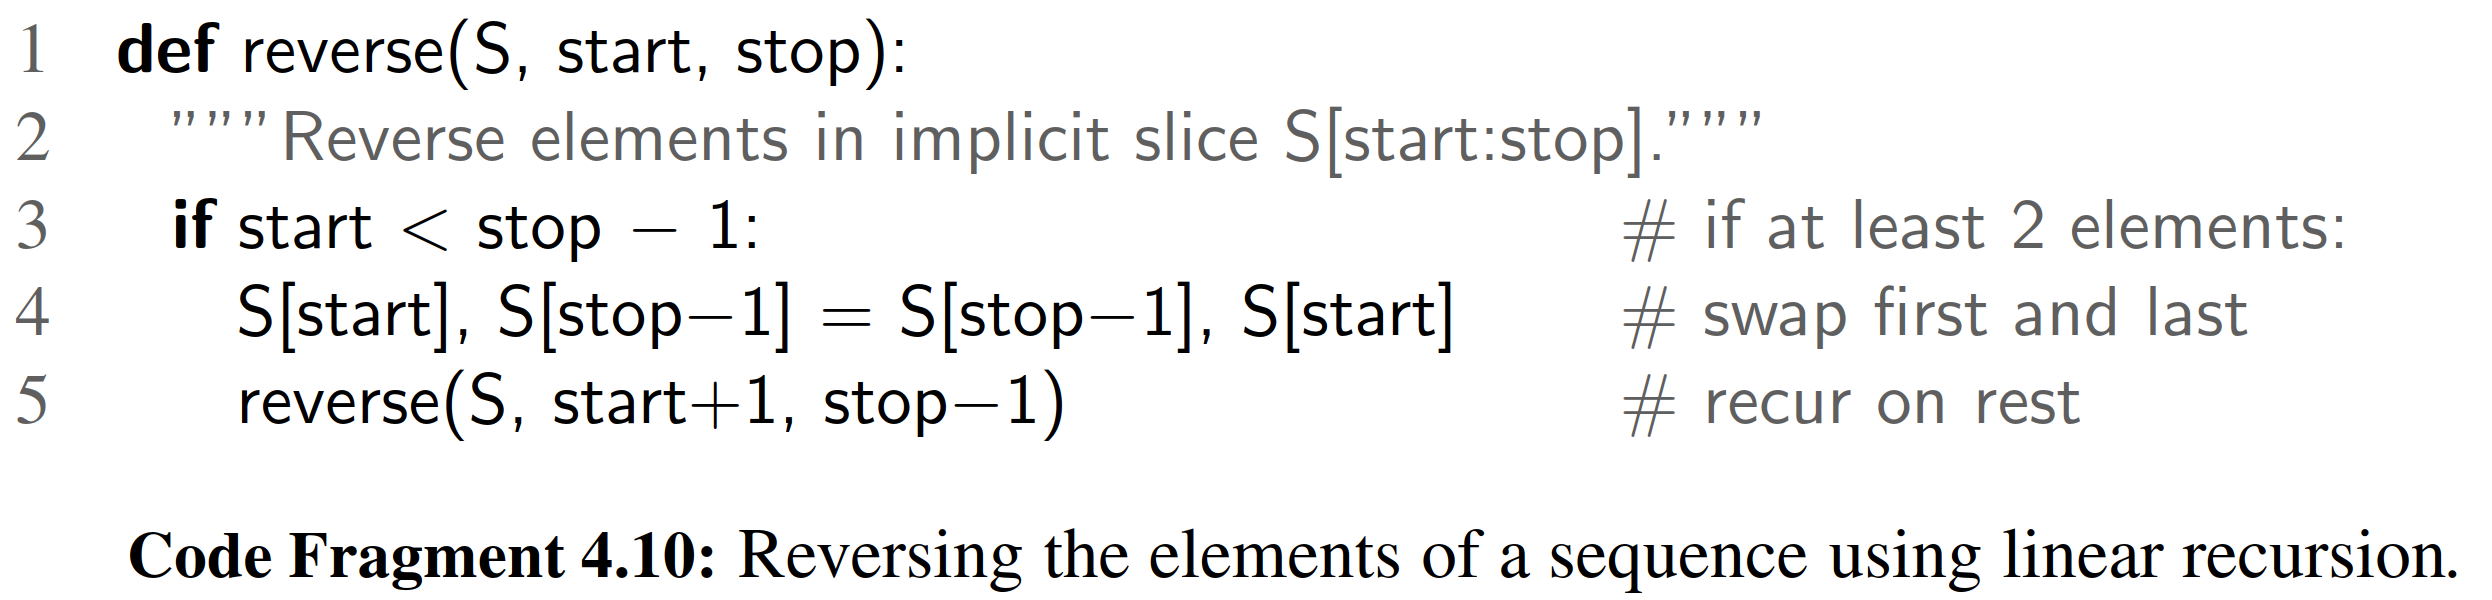 1 def reverse(S, start, stop):
2 """Reverse elements in implicit slice S[start:stop]."""
3 if start < stop − 1: # if at least 2 elements:
4 S[start], S[stop−1] = S[stop−1], S[start] # swap first and last
5 reverse(S, start+1, stop−1) # recur on rest
Code Fragment 4.10: Reversing the elements of a sequence using linear recursion.